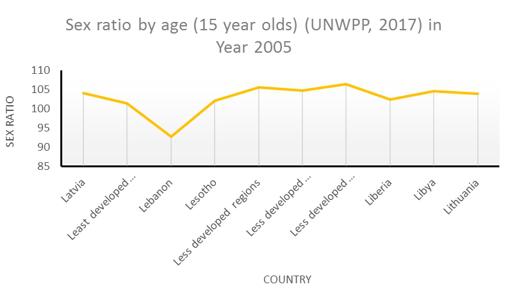 Sex ratio by age (15 year olds) (UNWPP, 2017) in
Year 2005
SEX RATIO
110
105
100
95
90
85
Latvia
Least developed...
Lebanon
Lesotho
Less developed regions
Less developed...
Less developed...
Liberia
Libya
Lithuania
COUNTRY